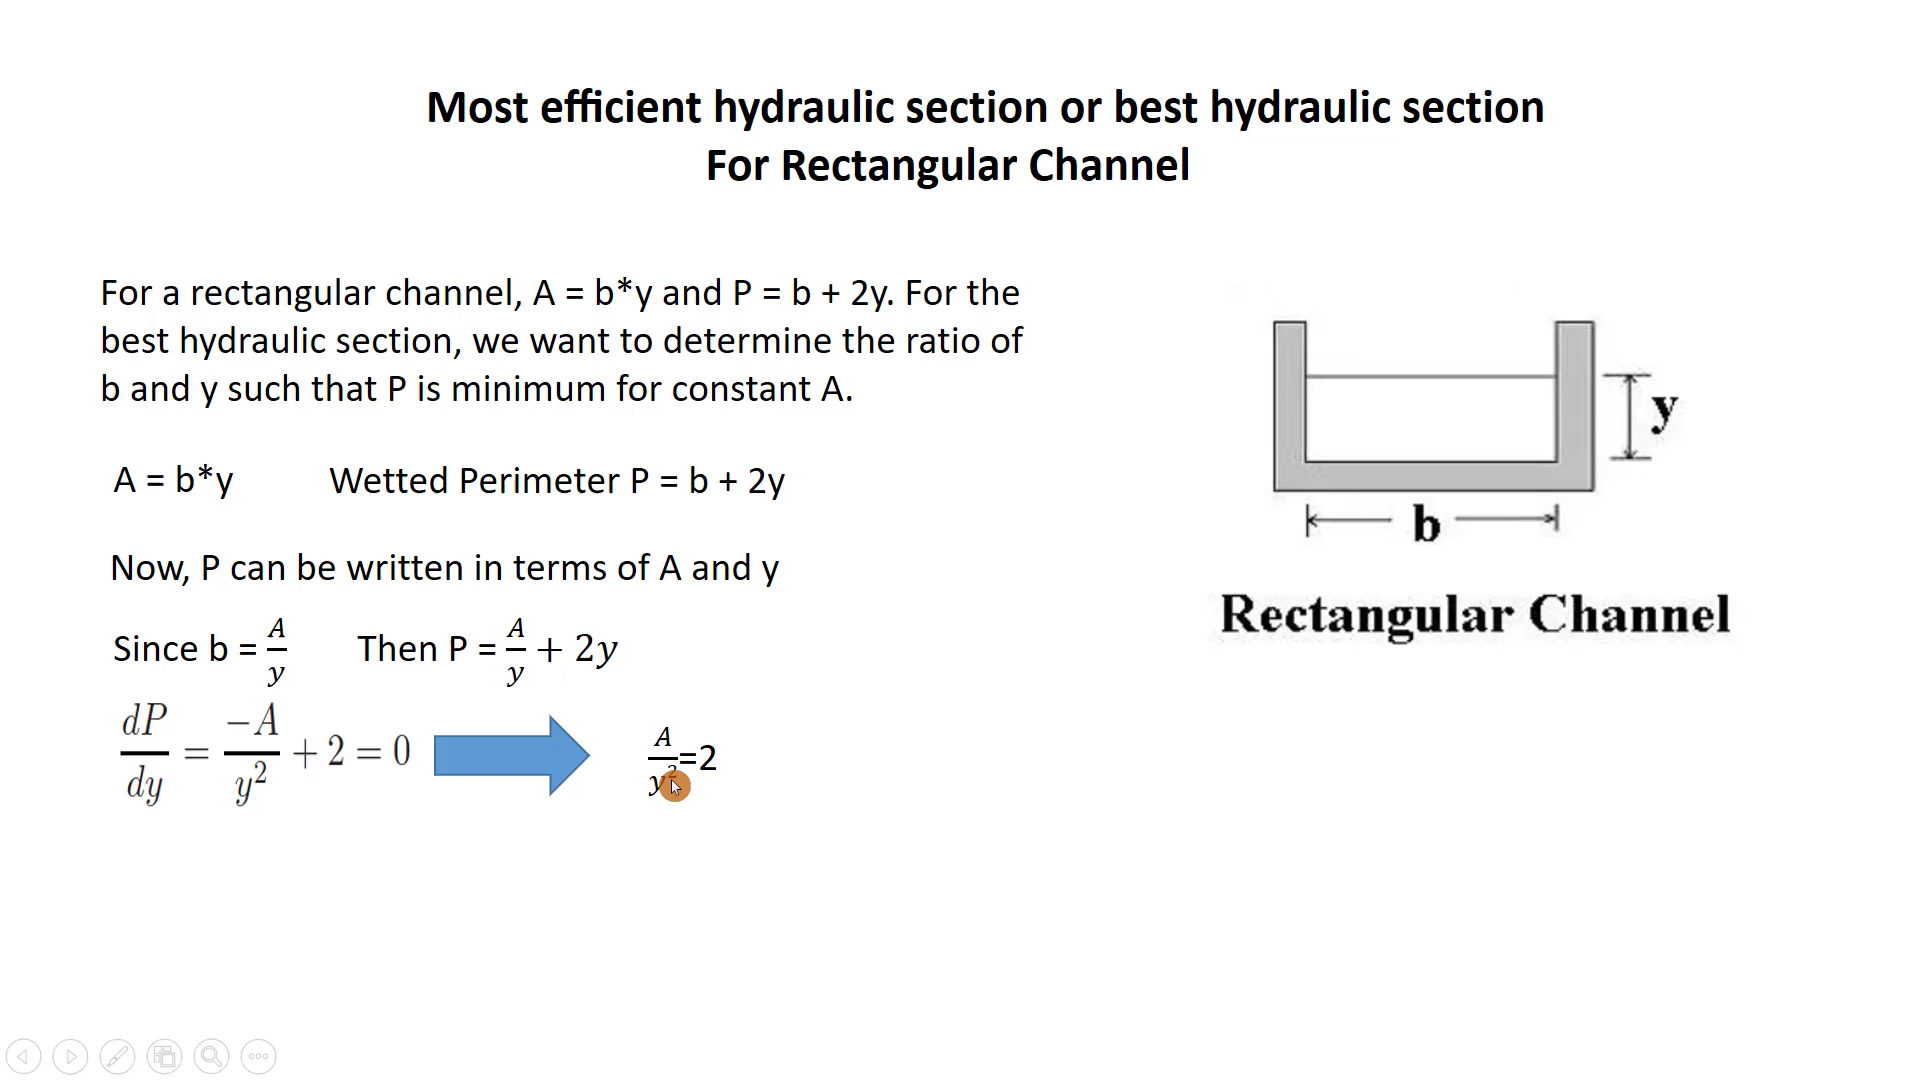 Most efficient hydraulic section or best hydraulic section
For Rectangular Channel
For a rectangular channel, A = b*y and P = b + 2y. For the
best hydraulic section, we want to determine the ratio of
b and y such that P is minimum for constant A.
A = b*y Wetted Perimeter P = b + 2y
Now, P can be written in terms of A and y
Since b = A/y Then P = A/y + 2y
dP/dy = -A/y² + 2 = 0
A/y²=2
y
b
Rectangular Channel